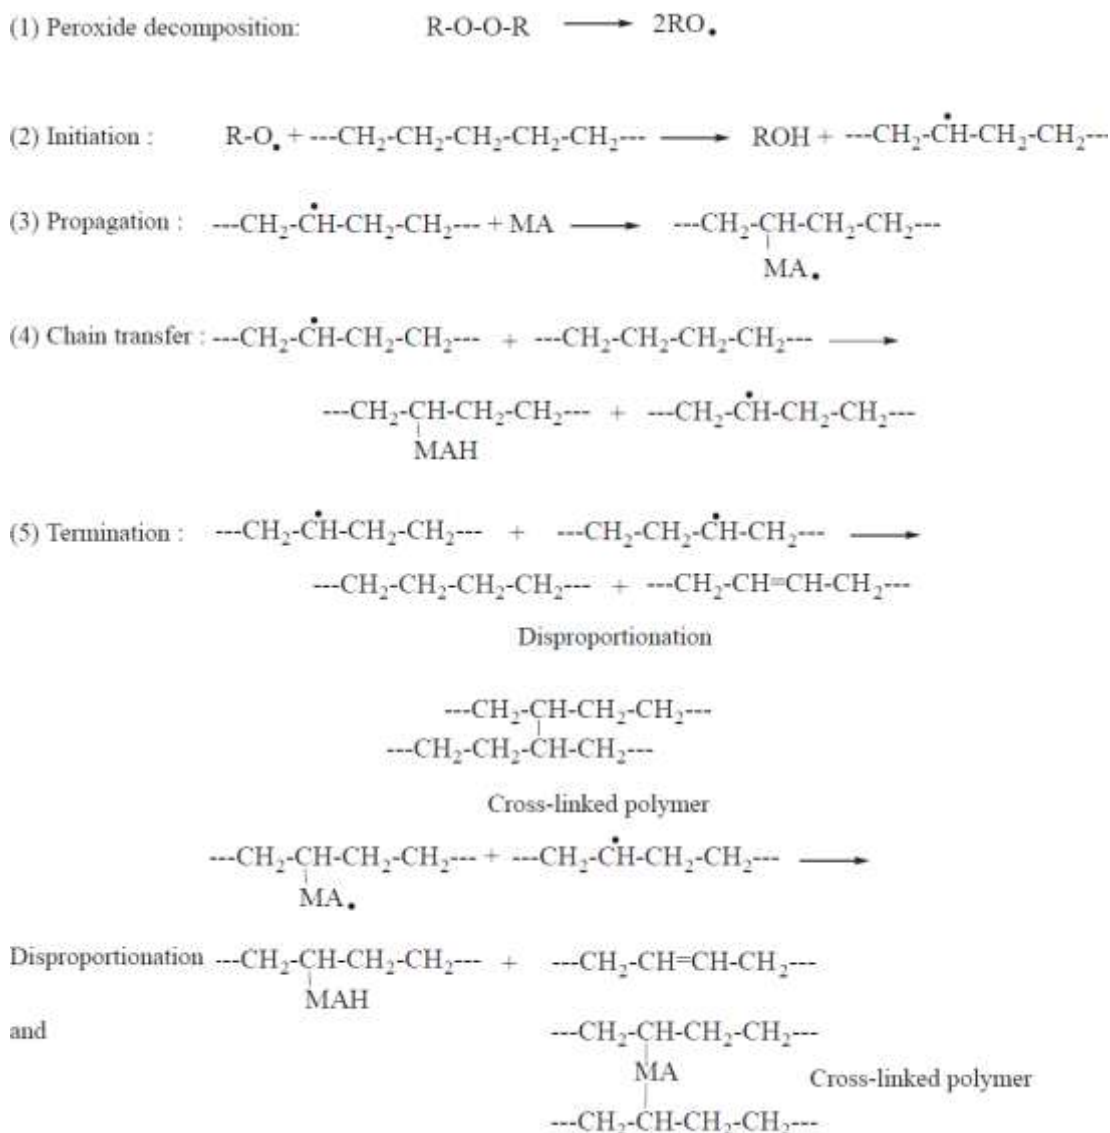 (1) Peroxide decomposition: R-O-O-R ⟶ 2RO•
(2) Initiation : R-O• + ---CH₂-CH₂-CH₂-CH₂-CH₂--- ⟶ ROH + ---CH₂-ĊH-CH₂-CH₂---
(3) Propagation : ---CH₂-ĊH-CH₂-CH₂--- + MA ⟶ ---CH₂-CH-CH₂-CH₂---
MA•
(4) Chain transfer : ---CH₂-ĊH-CH₂-CH₂--- + ---CH₂-CH₂-CH₂-CH₂--- ⟶
---CH₂-CH-CH₂-CH₂--- + ---CH₂-ĊH-CH₂-CH₂---
MAH
(5) Termination : ---CH₂-ĊH-CH₂-CH₂--- + ---CH₂-CH₂-ĊH-CH₂--- ⟶
---CH₂-CH₂-CH₂-CH₂--- + ---CH₂-CH=CH-CH₂---
Disproportionation
---CH₂-CH-CH₂-CH₂---
---CH₂-CH₂-CH-CH₂---
Cross-linked polymer
---CH₂-CH-CH₂-CH₂--- + ---CH₂-ĊH-CH₂-CH₂--- ⟶
MA•
Disproportionation ---CH₂-CH-CH₂-CH₂--- + ---CH₂-CH=CH-CH₂---
MAH
and ---CH₂-CH-CH₂-CH₂---
MA Cross-linked polymer
---CH₂-CH-CH₂-CH₂---